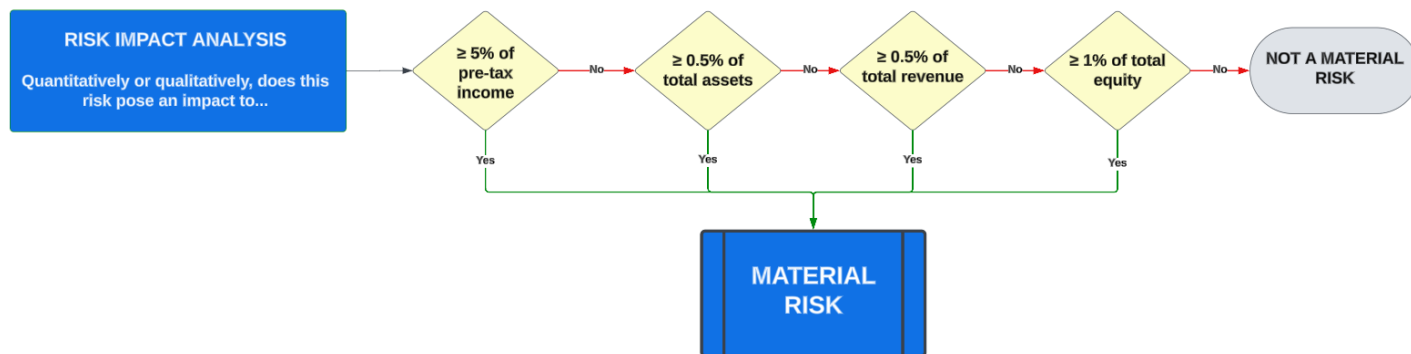 RISK IMPACT ANALYSIS
Quantitatively or qualitatively, does this
risk pose an impact to...
≥ 5% of
pre-tax
income
No
≥ 0.5% of
total assets
No
≥ 0.5% of
total revenue
No
≥ 1% of total
equity
No
NOT A MATERIAL
RISK
Yes
Yes
Yes
Yes
MATERIAL
RISK